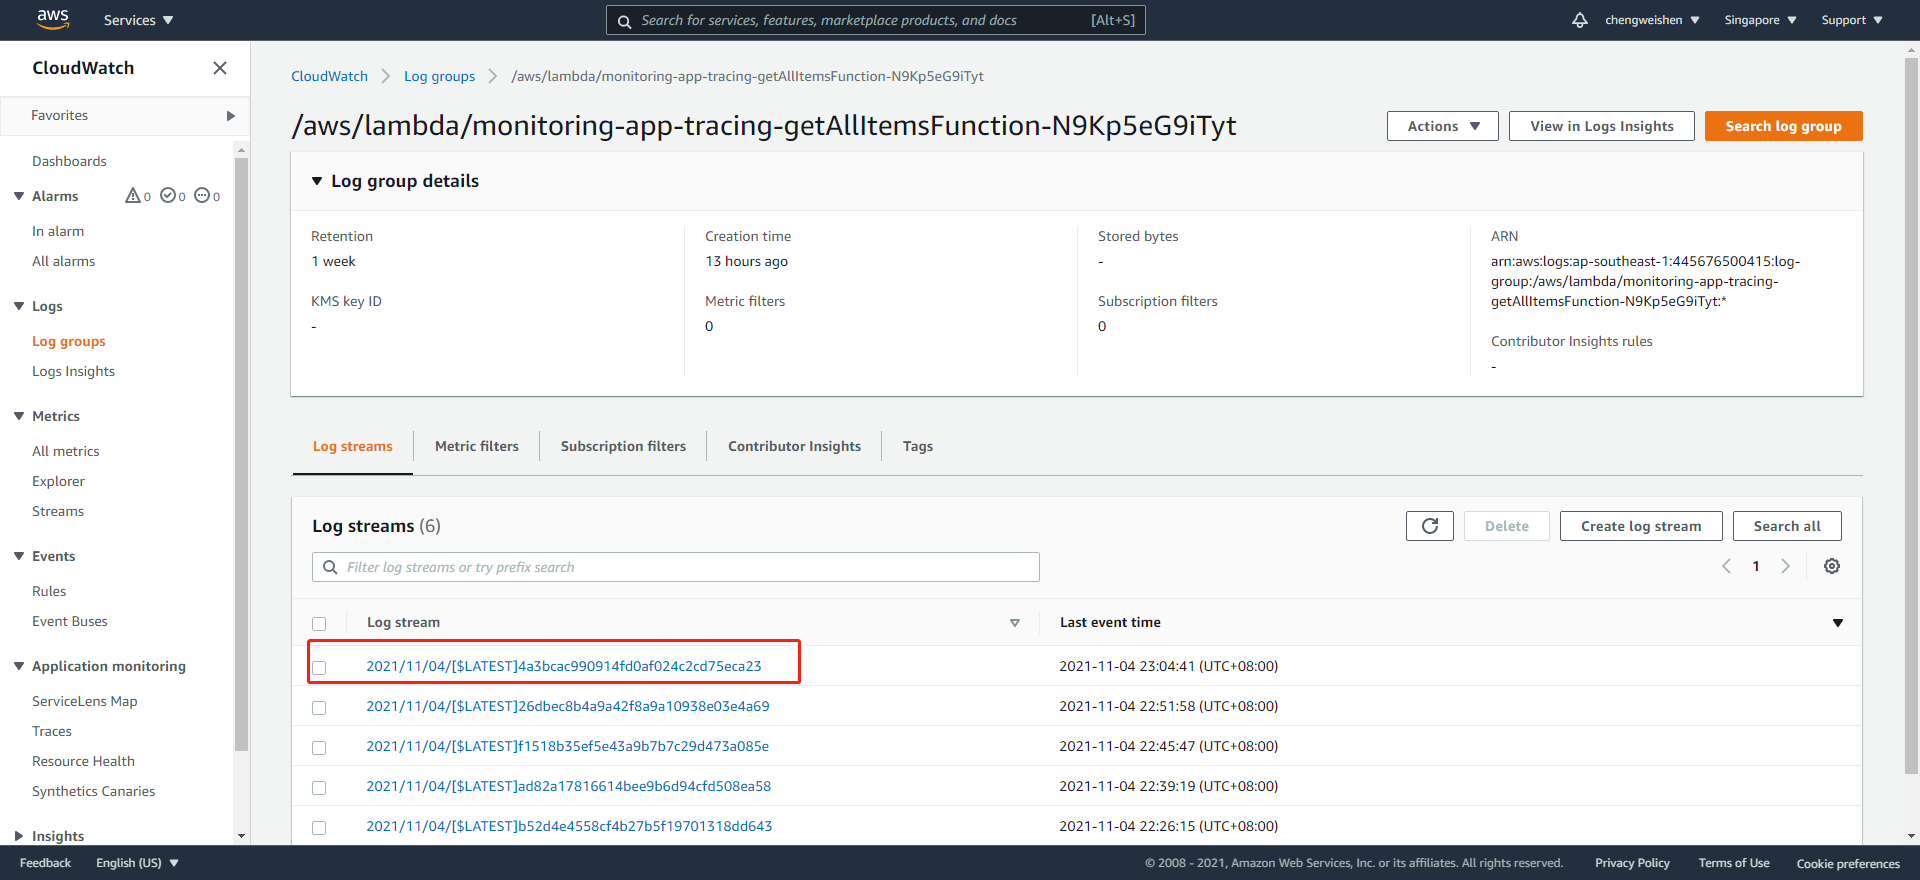 aws Services Search for services, features, marketplace products, and docs [Alt+S] chengweishen Singapore Support
CloudWatch
Favorites
Dashboards
Alarms 0 0 0
In alarm
All alarms
Logs
Log groups
Logs Insights
Metrics
All metrics
Explorer
Streams
Events
Rules
Event Buses
Application monitoring
ServiceLens Map
Traces
Resource Health
Synthetics Canaries
Insights
CloudWatch Log groups /aws/lambda/monitoring-app-tracing-getAllItemsFunction-N9Kp5eG9iTyt
/aws/lambda/monitoring-app-tracing-getAllItemsFunction-N9Kp5eG9iTyt
Actions View in Logs Insights Search log group
Log group details
Retention
1 week
KMS key ID
-
Creation time
13 hours ago
Metric filters
0
Stored bytes
-
Subscription filters
0
ARN
arn:aws:logs:ap-southeast-1:445676500415:log-
group:/aws/lambda/monitoring-app-tracing-
getAllItemsFunction-N9Kp5eG9iTyt:*
Contributor Insights rules
-
Log streams Metric filters Subscription filters Contributor Insights Tags
Log streams (6) Delete Create log stream Search all
Filter log streams or try prefix search 1
Log stream Last event time
2021/11/04/[$LATEST]4a3bcac990914fd0af024c2cd75eca23 2021-11-04 23:04:41 (UTC+08:00)
2021/11/04/[$LATEST]26dbec8b4a9a42f8a9a10938e03e4a69 2021-11-04 22:51:58 (UTC+08:00)
2021/11/04/[$LATEST]f1518b35ef5e43a9b7b7c29d473a085e 2021-11-04 22:45:47 (UTC+08:00)
2021/11/04/[$LATEST]ad82a17816614bee9b6d94cfd508ea58 2021-11-04 22:39:19 (UTC+08:00)
2021/11/04/[$LATEST]b52d4e4558cf4b27b5f19701318dd643 2021-11-04 22:26:15 (UTC+08:00)
Feedback English (US) © 2008 - 2021, Amazon Web Services, Inc. or its affiliates. All rights reserved. Privacy Policy Terms of Use Cookie preferences